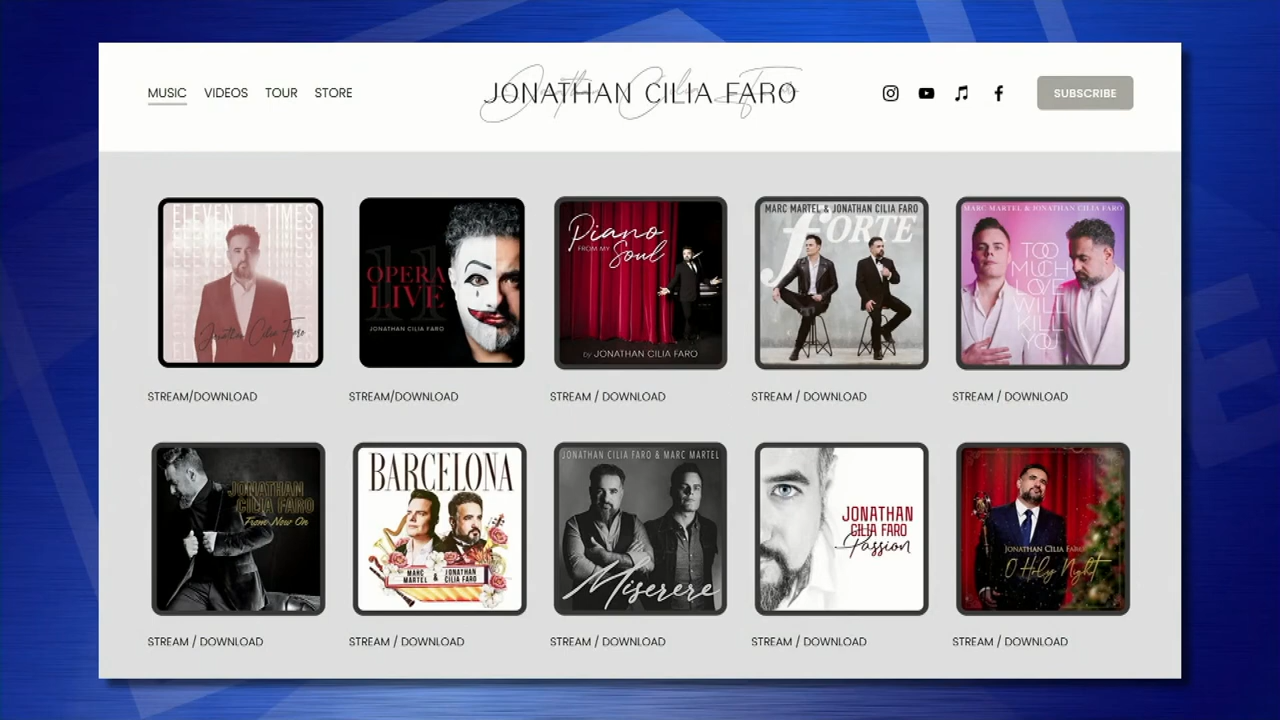 MUSIC VIDEOS TOUR STORE
JONATHAN CILIA FARO
SUBSCRIBE
ELEVEN TIMES
Jonathan Cilia Faro
STREAM/DOWNLOAD
11
OPERA
LIVE
JONATHAN CILIA FARO
STREAM/DOWNLOAD
Piano
FROM MY
Soul
by JONATHAN CILIA FARO
STREAM / DOWNLOAD
MARC MARTEL & JONATHAN CILIA FARO
fORTE
STREAM / DOWNLOAD
MARC MARTEL & JONATHAN CILIA FARO
TOO
MUCH
LOVE
WILL
KILL
YOU
STREAM / DOWNLOAD
JONATHAN
CILIA FARO
From Now On
STREAM / DOWNLOAD
BARCELONA
MARC
MARTEL
&
JONATHAN
CILIA FARO
STREAM / DOWNLOAD
JONATHAN CILIA FARO & MARC MARTEL
Miserere
STREAM / DOWNLOAD
JONATHAN
CILIA FARO
Passion
STREAM / DOWNLOAD
JONATHAN CILIA FARO
O Holy Night
STREAM / DOWNLOAD